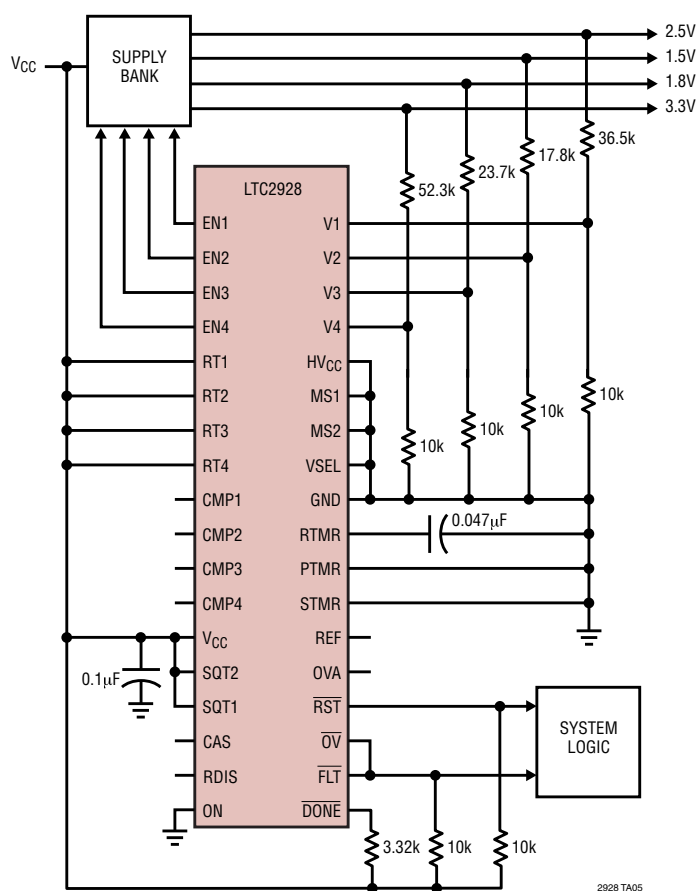 2.5V
VCC
SUPPLY
BANK
1.5V
1.8V
3.3V
36.5k
17.8k
23.7k
52.3k
LTC2928
EN1
V1
EN2
V2
EN3
V3
EN4
V4
RT1
HVCC
RT2
MS1
10k
RT3
MS2
10k
10k
10k
RT4
VSEL
CMP1
GND
0.047µF
CMP2
RTMR
CMP3
PTMR
CMP4
STMR
VCC
REF
0.1µF
SQT2
OVA
SQT1
RST
SYSTEM
LOGIC
CAS
OV
RDIS
FLT
ON
DONE
3.32k
10k
10k
2928 TA05